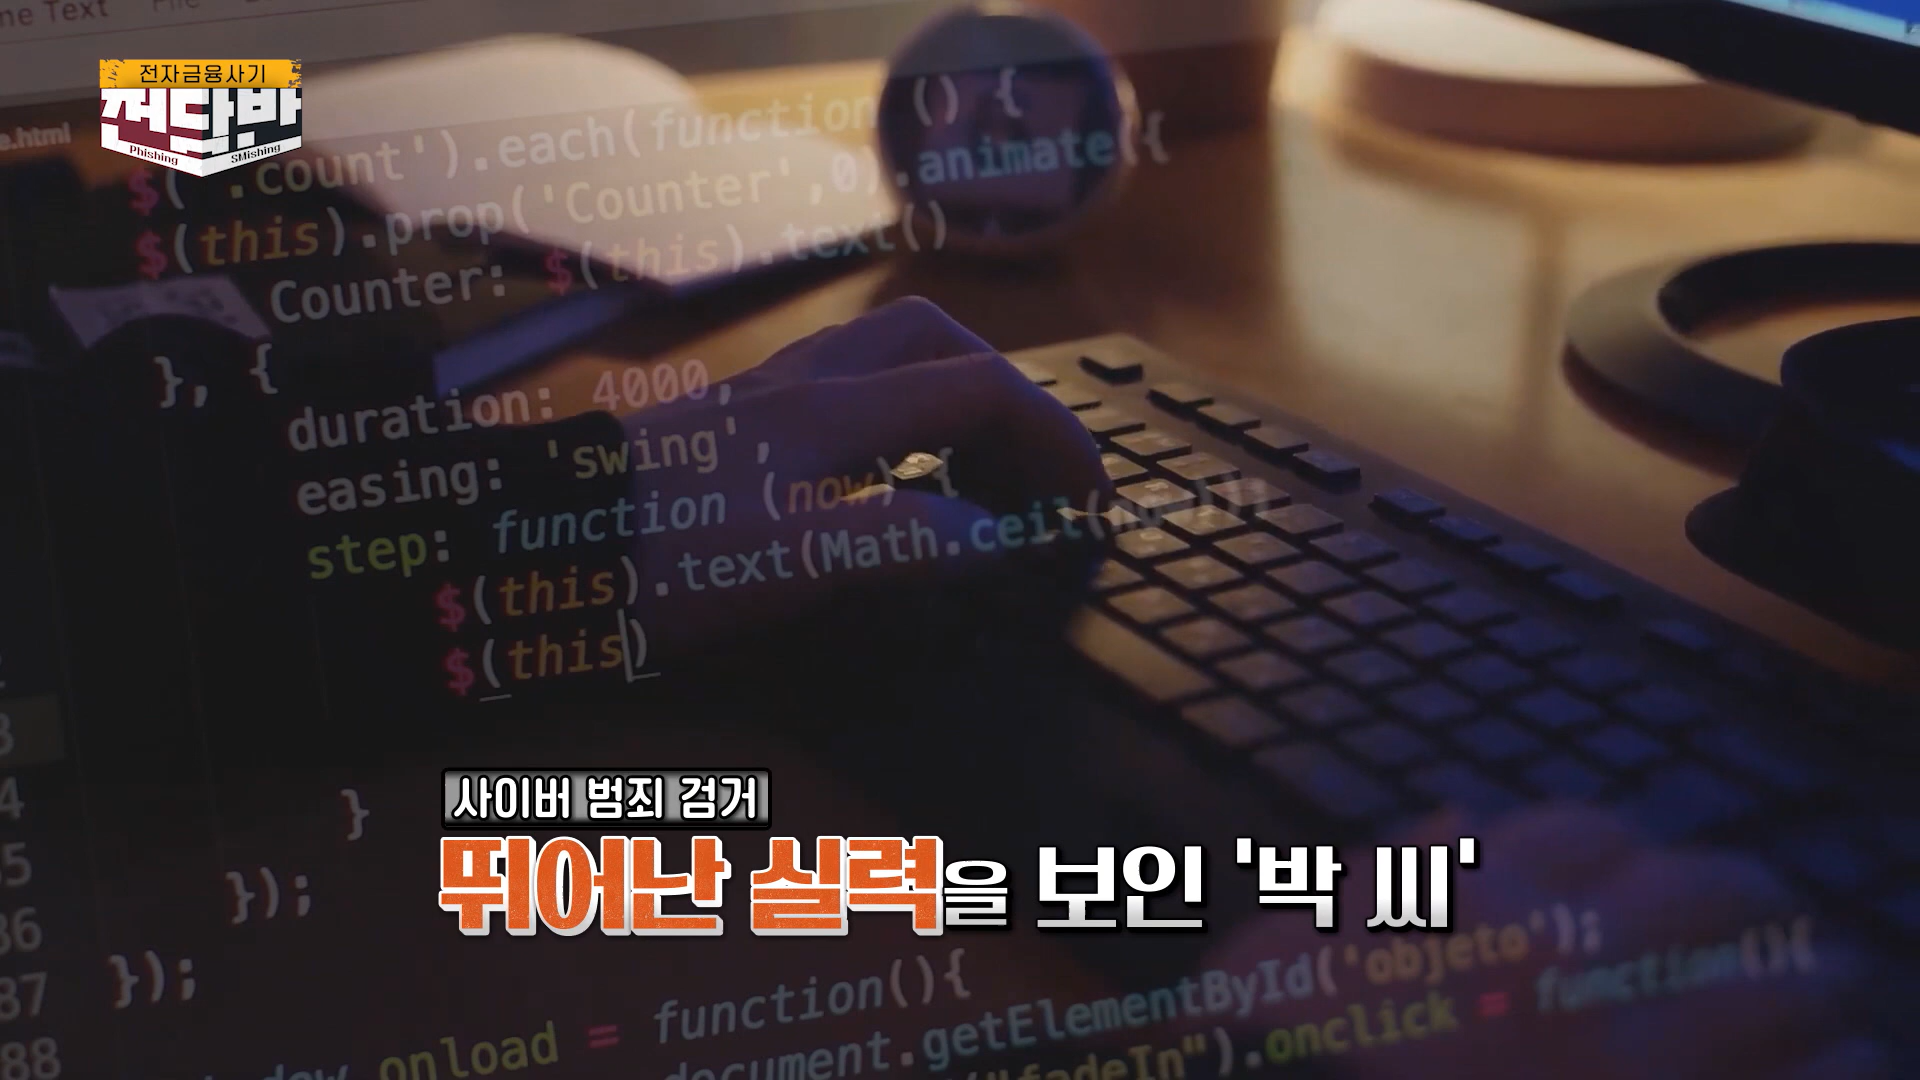 전자금융사기
전담반
Phishing
SMishing
$( '.count').each(function () {
$(this).prop('Counter',0).animate({
Counter: $(this).text()
}, {
duration: 4000,
easing: 'swing',
step: function (now) {
$(this).text(Math.ceil(now));
$(this)
}
});
});
onload = function(){
document.getElementById('objeto');
"fadeIn").onclick = function(){
사이버 범죄 검거
뛰어난 실력을 보인 '박 씨'